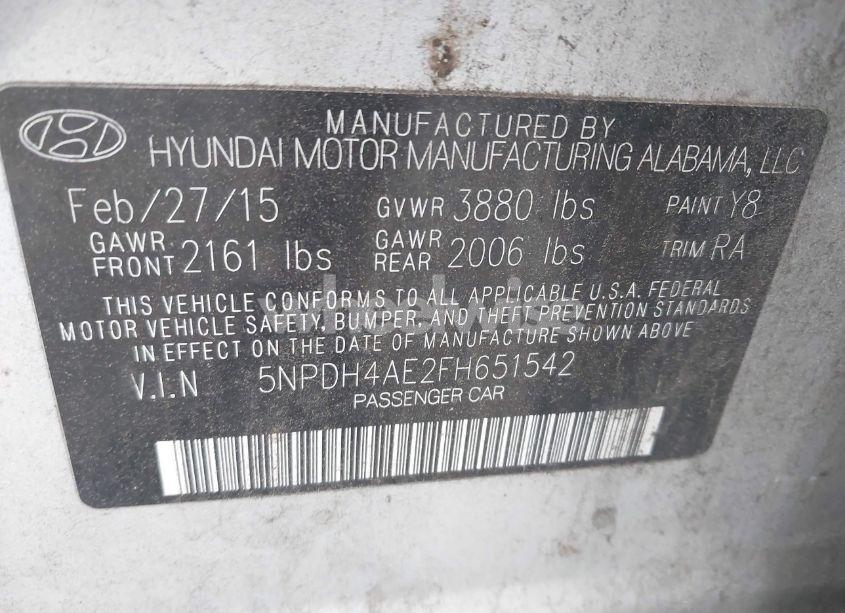 MANUFACTURED BY
HYUNDAI MOTOR MANUFACTURING ALABAMA, LLC
Feb/27/15 GVWR 3880 lbs PAINT Y8
GAWR FRONT 2161 lbs GAWR REAR 2006 lbs TRIM RA
THIS VEHICLE CONFORMS TO ALL APPLICABLE U.S.A. FEDERAL
MOTOR VEHICLE SAFETY, BUMPER, AND THEFT PREVENTION STANDARDS
IN EFFECT ON THE DATE OF MANUFACTURE SHOWN ABOVE
V.I.N 5NPDH4AE2FH651542
PASSENGER CAR